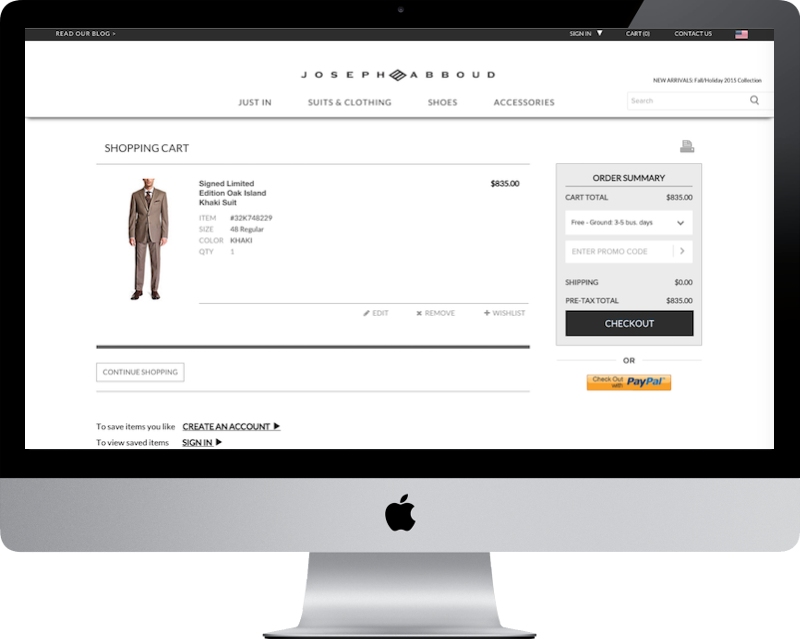 READ OUR BLOG >
SIGN IN ▼ CART (0) CONTACT US
JOSEPH ABBOUD
NEW ARRIVALS: Fall/Holiday 2015 Collection
JUST IN SUITS & CLOTHING SHOES ACCESSORIES
Search
SHOPPING CART
Signed Limited
Edition Oak Island
Khaki Suit
$835.00
ITEM #32K748229
SIZE 48 Regular
COLOR KHAKI
QTY 1
EDIT REMOVE WISHLIST
CONTINUE SHOPPING
To save items you like CREATE AN ACCOUNT ▶
To view saved items SIGN IN ▶
ORDER SUMMARY
CART TOTAL $835.00
Free - Ground: 3-5 bus. days
ENTER PROMO CODE
SHIPPING $0.00
PRE-TAX TOTAL $835.00
CHECKOUT
OR
Check Out
with PayPal™